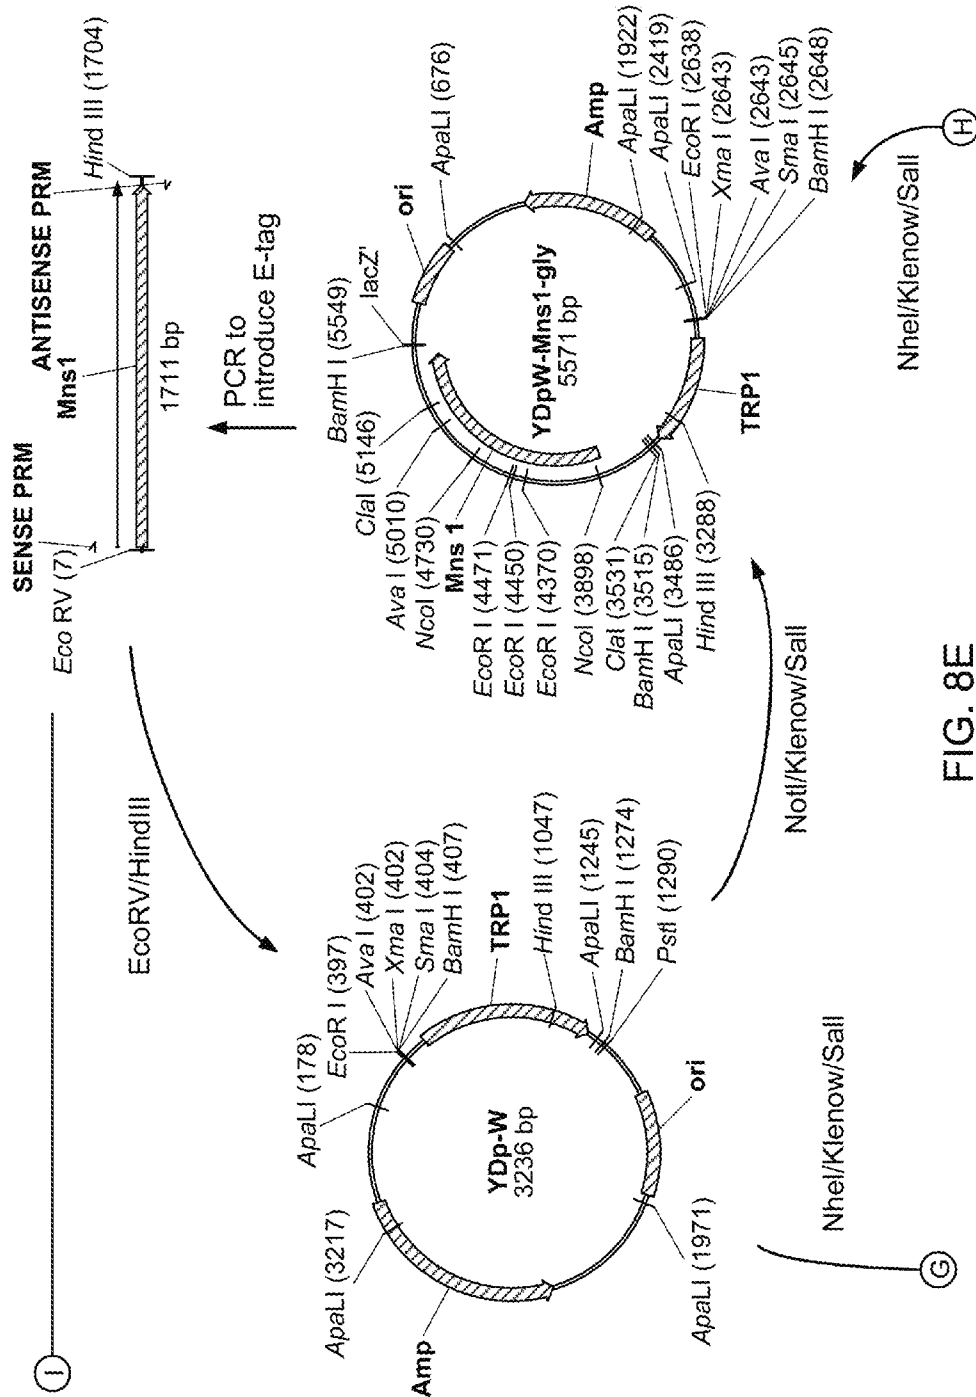 I
Eco RV (7)
SENSE PRM
ANTISENSE PRM
Mns1
1711 bp
Hind III (1704)
EcoRV/HindIII
PCR to
introduce E-tag
ApaLI (3217)
ApaLI (178)
EcoR I (397)
Ava I (402)
Xma I (402)
Sma I (404)
BamH I (407)
TRP1
Hind III (1047)
ApaLI (1245)
BamH I (1274)
PstI (1290)
ori
ApaLI (1971)
Amp
YDp-W
3236 bp
ClaI (5146)
BamH I (5549)
lacZ'
ori
ApaLI (676)
Ava I (5010)
NcoI (4730)
Mns 1
EcoR I (4471)
EcoR I (4450)
EcoR I (4370)
NcoI (3898)
ClaI (3531)
BamH I (3515)
ApaLI (3486)
Hind III (3288)
TRP1
YDpW-Mns1-gly
5571 bp
Amp
ApaLI (1922)
ApaLI (2419)
EcoR I (2638)
Xma I (2643)
Ava I (2643)
Sma I (2645)
BamH I (2648)
NheI/Klenow/SalI
G
NotI/Klenow/SalI
NheI/Klenow/SalI
H
FIG. 8E